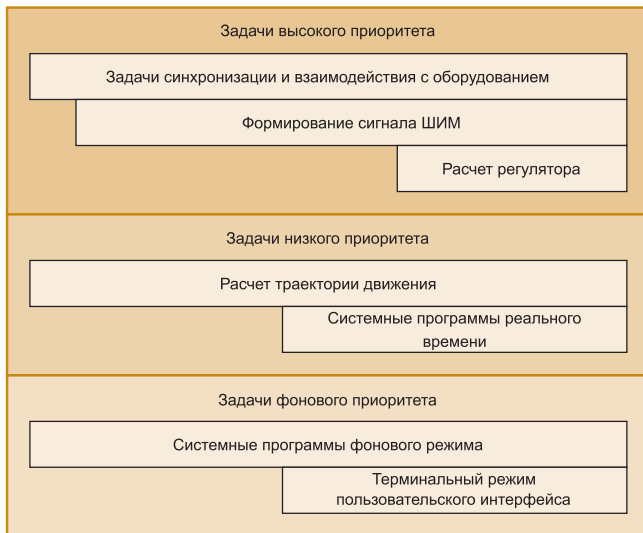 Задачи высокого приоритета
Задачи синхронизации и взаимодействия с оборудованием
Формирование сигнала ШИМ
Расчет регулятора
Задачи низкого приоритета
Расчет траектории движения
Системные программы реального
времени
Задачи фонового приоритета
Системные программы фонового режима
Терминальный режим
пользовательского интерфейса